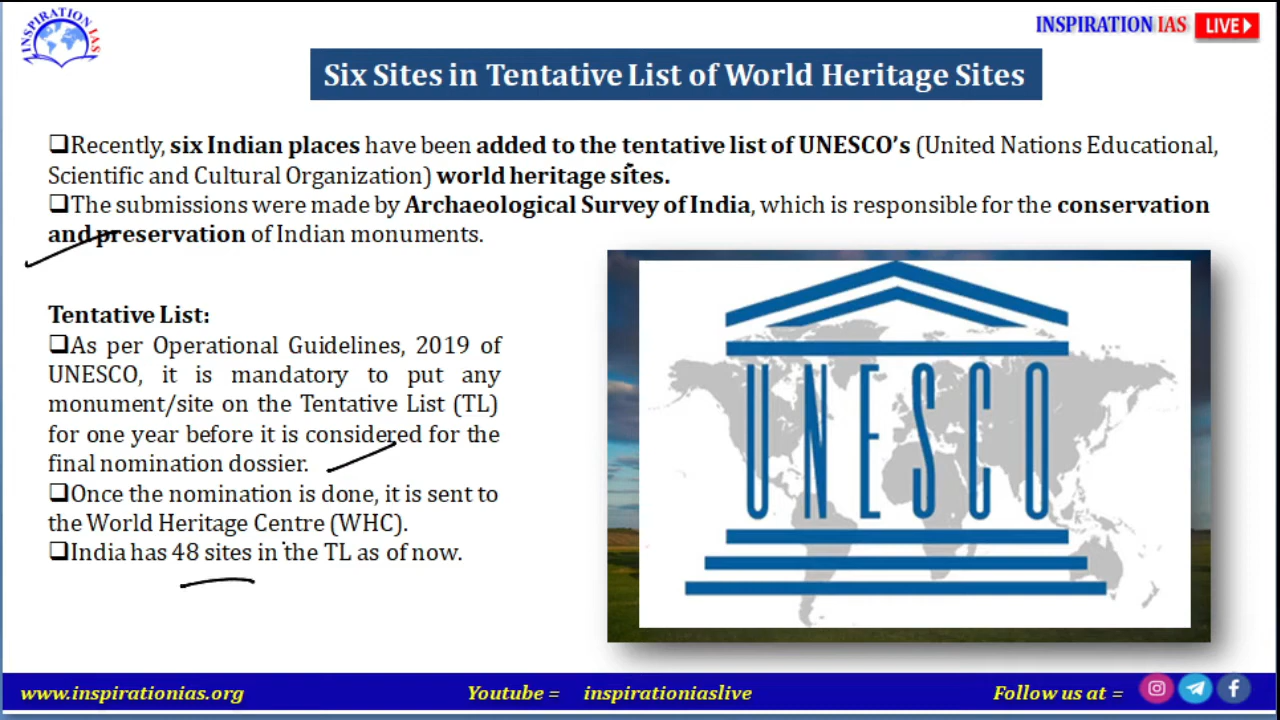 INSPIRATION IAS
INSPIRATION IAS LIVE
Six Sites in Tentative List of World Heritage Sites
❑Recently, six Indian places have been added to the tentative list of UNESCO's (United Nations Educational,
Scientific and Cultural Organization) world heritage sites.
❑The submissions were made by Archaeological Survey of India, which is responsible for the conservation
and preservation of Indian monuments.
Tentative List:
❑As per Operational Guidelines, 2019 of
UNESCO, it is mandatory to put any
monument/site on the Tentative List (TL)
for one year before it is considered for the
final nomination dossier.
❑Once the nomination is done, it is sent to
the World Heritage Centre (WHC).
❑India has 48 sites in the TL as of now.
UNESCO
www.inspirationias.org
Youtube = inspirationiaslive
Follow us at =